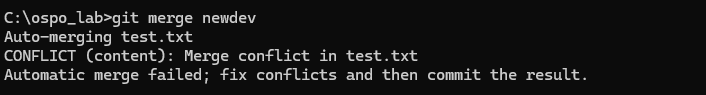 C:\ospo_lab>git merge newdev
Auto-merging test.txt
CONFLICT (content): Merge conflict in test.txt
Automatic merge failed; fix conflicts and then commit the result.